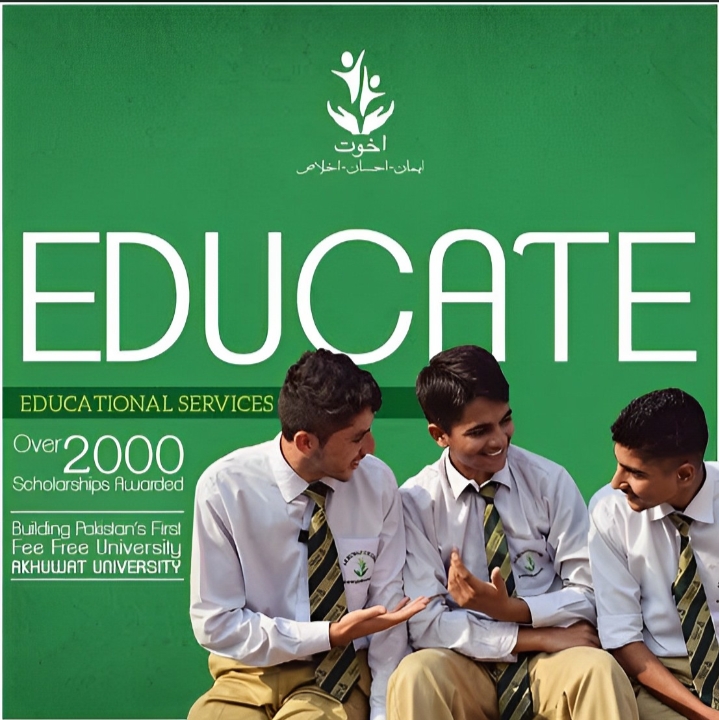 اخوت
ایمان-احسان-اخلاص
EDUCATE
EDUCATIONAL SERVICES
Over 2000
Scholarships Awarded
Building Pakistan's First
Fee Free University
AKHUWAT UNIVERSITY